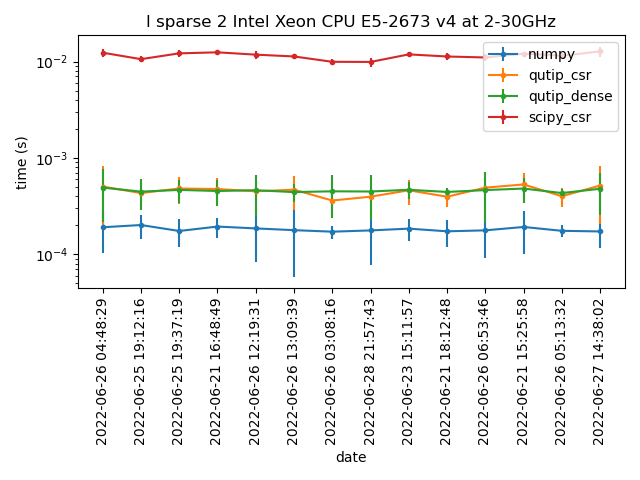 l sparse 2 Intel Xeon CPU E5-2673 v4 at 2-30GHz
numpy
qutip_csr
qutip_dense
scipy_csr
time (s)
10⁻²
10⁻³
10⁻⁴
2022-06-26 04:48:29
2022-06-25 19:12:16
2022-06-25 19:37:19
2022-06-21 16:48:49
2022-06-26 12:19:31
2022-06-26 13:09:39
2022-06-26 03:08:16
2022-06-28 21:57:43
2022-06-23 15:11:57
2022-06-21 18:12:48
2022-06-26 06:53:46
2022-06-21 15:25:58
2022-06-26 05:13:32
2022-06-27 14:38:02
date